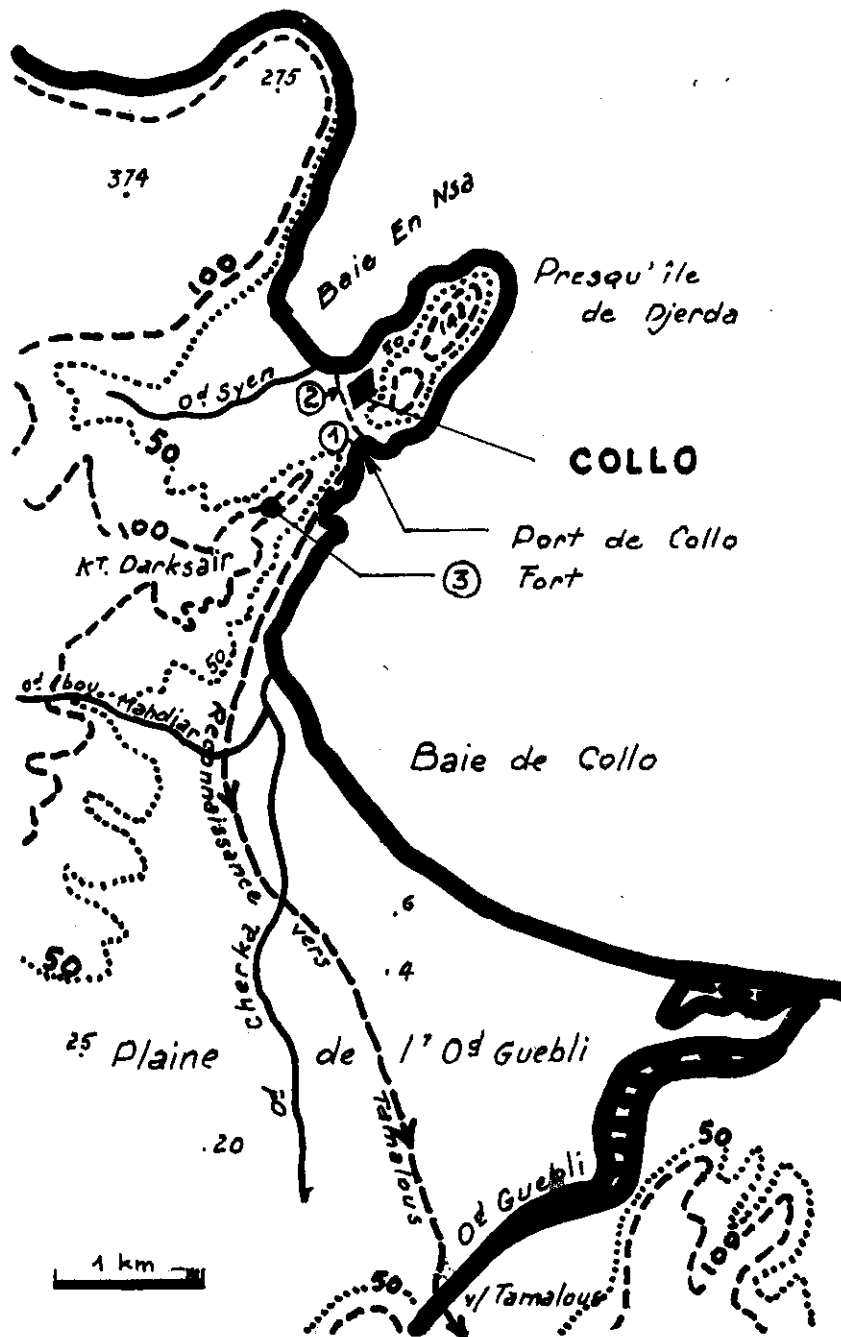 275
374
Baie En Nsa
100
Presqu'île
de Djerda
50
Od Syen
②
①
50
COLLO
100
Port de Collo
KT. Darksaïr
③ Fort
50
od. bou. Mahdiar
Baie de Collo
Reconnaissance vers Tamalous
.6
.4
50
Od Cherka
25
Plaine de l'Od Guebli
.20
50
Od Guebli
100
1 km
50
v/ Tamalous